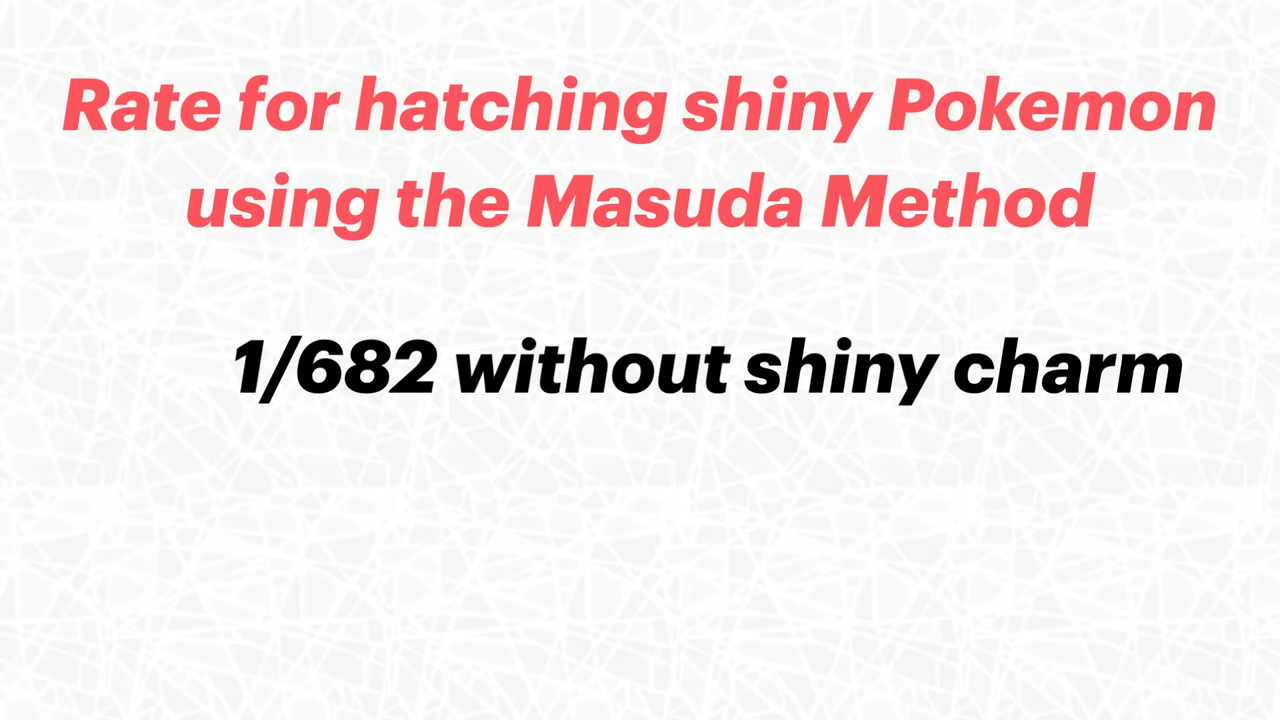 Rate for hatching shiny Pokemon
using the Masuda Method
1/682 without shiny charm